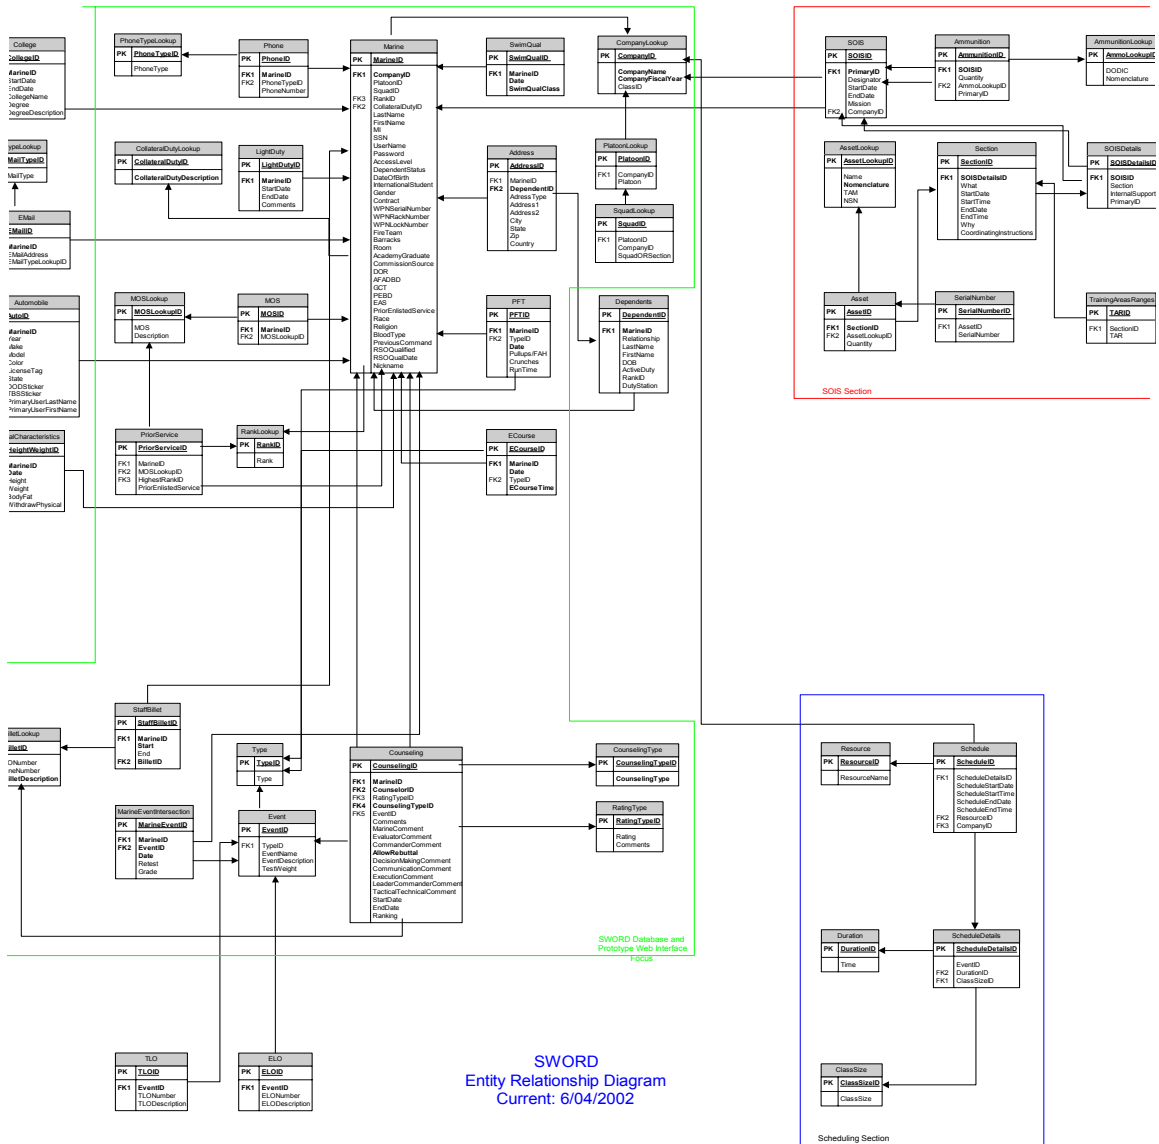 College
CollegeID
MarineID
StartDate
EndDate
CollegeName
Degree
DegreeDescription
PhoneTypeLookup
PK PhoneTypeID
PhoneType
Phone
PK PhoneID
FK1 MarineID
FK2 PhoneTypeID
PhoneNumber
Marine
PK MarineID
FK1 CompanyID
PlatoonID
SquadID
FK3 RankID
FK2 CollateralDutyID
LastName
FirstName
MI
SSN
UserName
Password
AccessLevel
DependentStatus
DateOfBirth
InternationalStudent
Gender
Contract
WPNSerialNumber
WPNRackNumber
WPNLockNumber
FireTeam
Barracks
Room
AcademyGraduate
CommissionSource
DOR
AFADBD
GCT
PEBD
EAS
PriorEnlistedService
Race
Religion
BloodType
PreviousCommand
RSOQualified
RSOQualDate
Nickname
SwimQual
PK SwimQualID
FK1 MarineID
Date
SwimQualClass
CompanyLookup
PK CompanyID
CompanyName
CompanyFiscalYear
ClassID
SOIS
PK SOISID
FK1 PrimaryID
Designator
StartDate
EndDate
Mission
FK2 CompanyID
Ammunition
PK AmmunitionID
FK1 SOISID
Quantity
FK2 AmmoLookupID
PrimaryID
AmmunitionLookup
PK AmmoLookupID
DODIC
Nomenclature
ypeLookup
MailTypeID
MailType
CollateralDutyLookup
PK CollateralDutyID
CollateralDutyDescription
LightDuty
PK LightDutyID
FK1 MarineID
StartDate
EndDate
Comments
Address
PK AddressID
FK1 MarineID
FK2 DependentID
AdressType
Address1
Address2
City
State
Zip
Country
PlatoonLookup
PK PlatoonID
FK1 CompanyID
Platoon
SquadLookup
PK SquadID
FK1 PlatoonID
CompanyID
SquadORSection
AssetLookup
PK AssetLookupID
Name
Nomenclature
TAM
NSN
Section
PK SectionID
FK1 SOISDetailsID
What
StartDate
StartTime
EndDate
EndTime
Why
CoordinatingInstructions
SOISDetails
PK SOISDetailsID
FK1 SOISID
Section
InternalSupport
PrimaryID
EMail
EMailID
MarineID
EMailAddress
EMailTypeLookupID
Automobile
AutoID
MarineID
Year
Make
Model
Color
LicenseTag
State
DODSticker
TBSSticker
PrimaryUserLastName
PrimaryUserFirstName
MOSLookup
PK MOSLookupID
MOS
Description
MOS
PK MOSID
FK1 MarineID
FK2 MOSLookupID
PFT
PK PFTID
FK1 MarineID
FK2 TypeID
Date
Pullups/FAH
Crunches
RunTime
Dependents
PK DependentID
FK1 MarineID
Relationship
LastName
FirstName
DOB
ActiveDuty
RankID
DutyStation
Asset
PK AssetID
FK1 SectionID
FK2 AssetLookupID
Quantity
SerialNumber
PK SerialNumberID
FK1 AssetID
SerialNumber
TrainingAreasRanges
PK TARID
FK1 SectionID
TAR
SOIS Section
alCharacteristics
HeightWeightID
MarineID
Date
Height
Weight
BodyFat
WithdrawPhysical
PriorService
PK PriorServiceID
FK1 MarineID
FK2 MOSLookupID
FK3 HighestRankID
PriorEnlistedService
RankLookup
PK RankID
Rank
ECourse
PK ECourseID
FK1 MarineID
Date
FK2 TypeID
ECourseTime
StaffBillet
PK StaffBilletID
FK1 MarineID
Start
End
FK2 BilletID
illetLookup
illetID
ONumber
neNumber
illetDescription
Type
PK TypeID
Type
Counseling
PK CounselingID
FK1 MarineID
FK2 CounselorID
FK3 RatingTypeID
FK4 CounselingTypeID
FK5 EventID
Comments
MarineComment
EvaluatorComment
CommanderComment
AllowRebuttal
DecisionMakingComment
CommunicationComment
ExecutionComment
LeaderCommanderComment
TacticalTechnicalComment
StartDate
EndDate
Ranking
CounselingType
PK CounselingTypeID
CounselingType
RatingType
PK RatingTypeID
Rating
Comments
Resource
PK ResourceID
ResourceName
Schedule
PK ScheduleID
FK1 ScheduleDetailsID
ScheduleStartDate
ScheduleStartTime
ScheduleEndDate
ScheduleEndTime
FK2 ResourceID
FK3 CompanyID
MarineEventIntersection
PK MarineEventID
FK1 MarineID
FK2 EventID
Date
Retest
Grade
Event
PK EventID
FK1 TypeID
EventName
EventDescription
TestWeight
SWORD Database and
Prototype Web Interface
Focus
Duration
PK DurationID
Time
ScheduleDetails
PK ScheduleDetailsID
EventID
FK2 DurationID
FK1 ClassSizeID
TLO
PK TLOID
FK1 EventID
TLONumber
TLODescription
ELO
PK ELOID
FK1 EventID
ELONumber
ELODescription
SWORD
Entity Relationship Diagram
Current: 6/04/2002
ClassSize
PK ClassSizeID
ClassSize
Scheduling Section